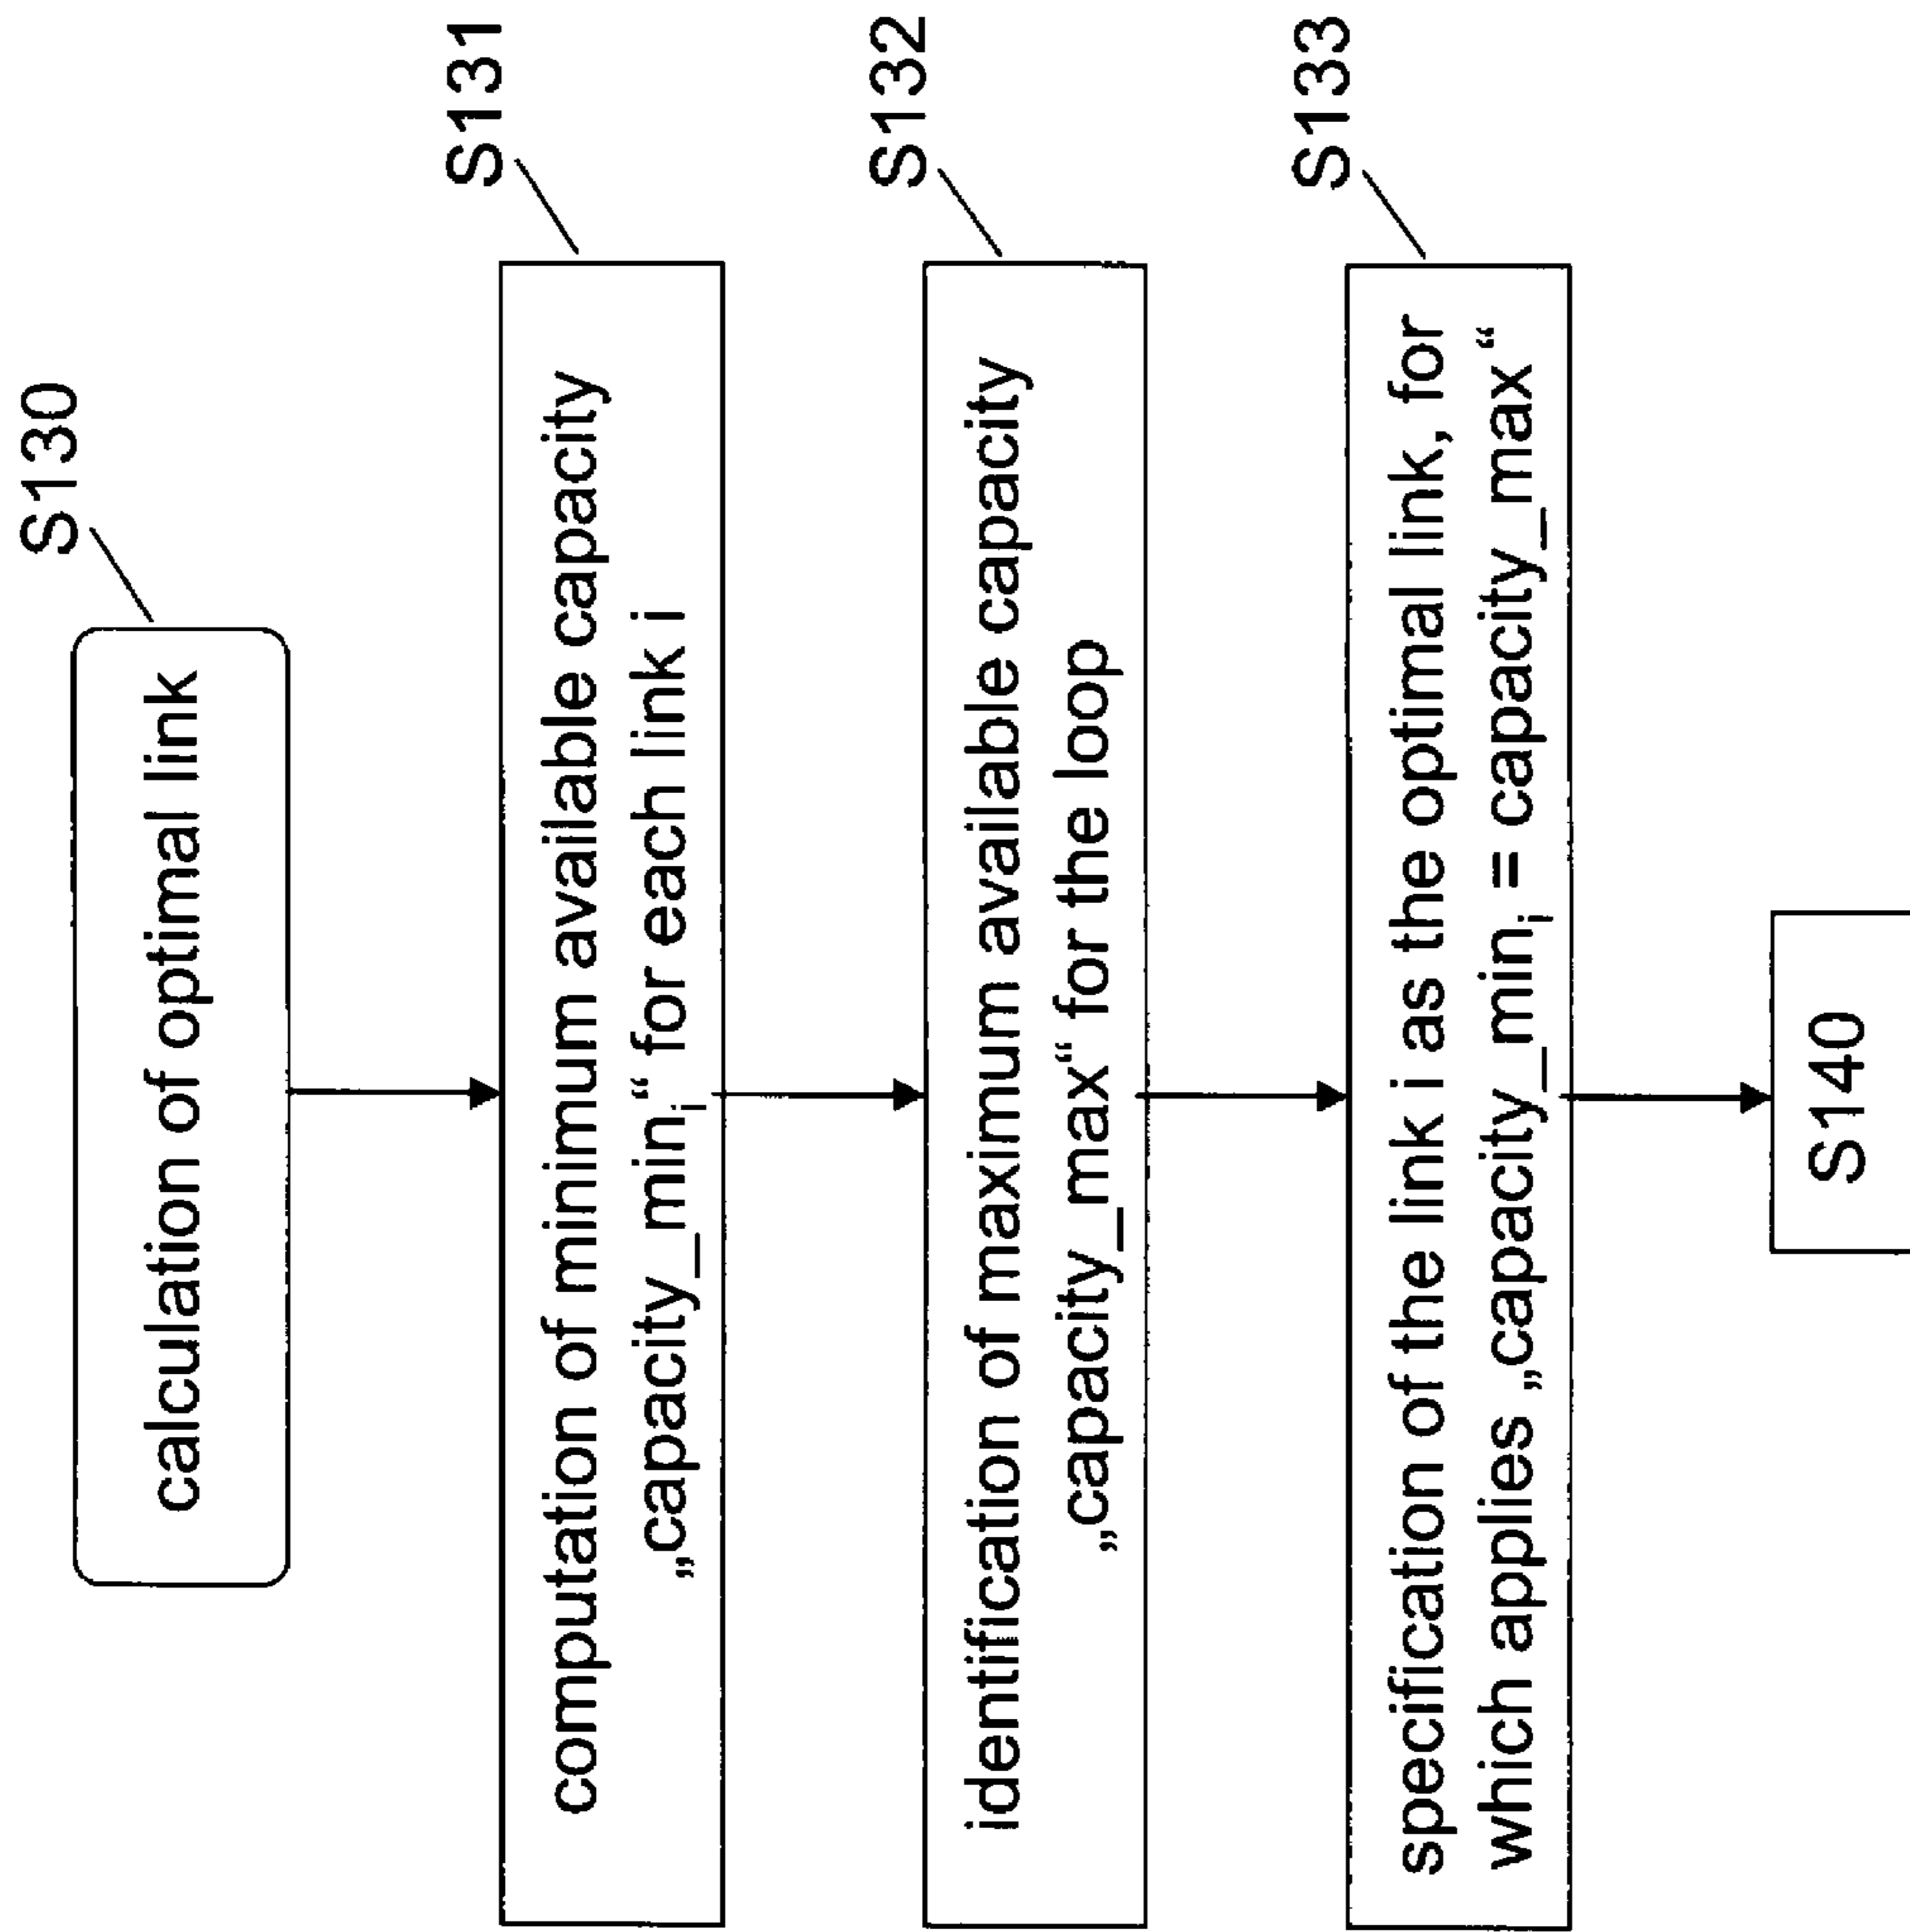 S130
calculation of optimal link
S131
computation of minimum available capacity
„capacity_minᵢ“ for each link i
S132
identification of maximum available capacity
„capacity_max“ for the loop
S133
specification of the link i as the optimal link, for
which applies „capacity_minᵢ = capacity_max“
S140